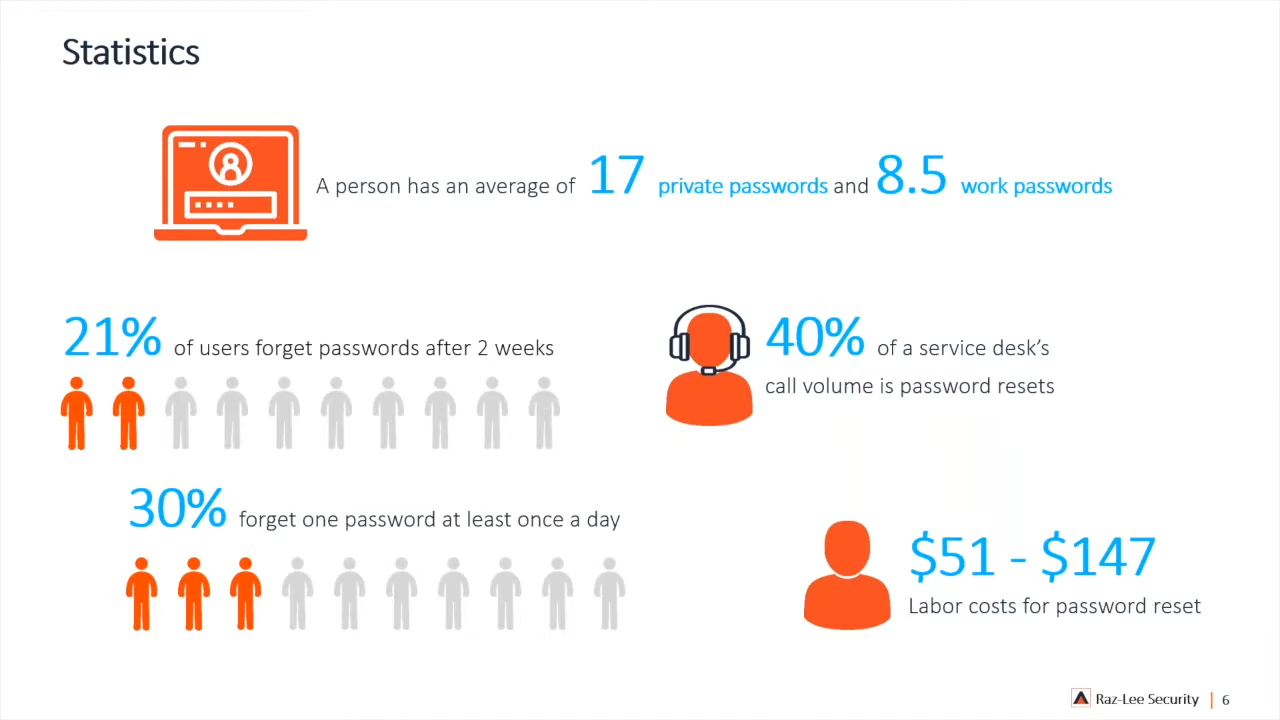 Statistics
A person has an average of 17 private passwords and 8.5 work passwords
21% of users forget passwords after 2 weeks
40% of a service desk's
call volume is password resets
30% forget one password at least once a day
$51 - $147
Labor costs for password reset
Raz-Lee Security | 6